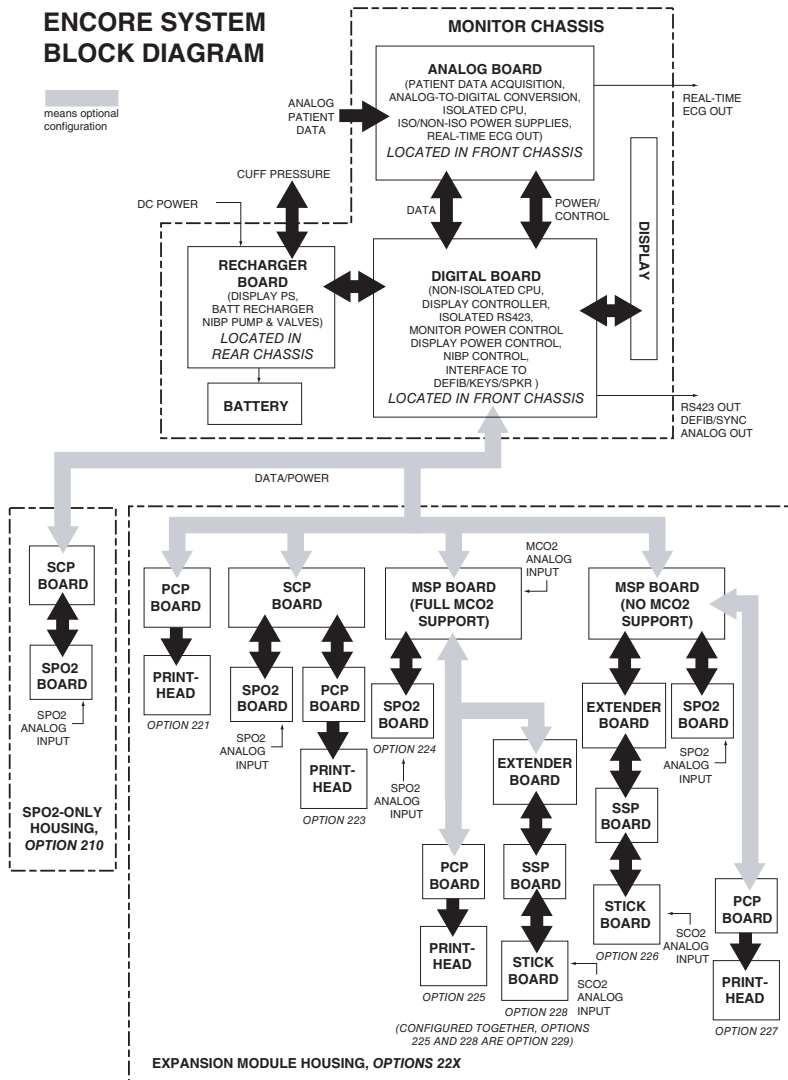 ENCORE SYSTEM
BLOCK DIAGRAM
means optional
configuration
MONITOR CHASSIS
ANALOG BOARD
(PATIENT DATA ACQUISITION,
ANALOG-TO-DIGITAL CONVERSION,
ISOLATED CPU,
ISO/NON-ISO POWER SUPPLIES,
REAL-TIME ECG OUT)
LOCATED IN FRONT CHASSIS
ANALOG
PATIENT
DATA
REAL-TIME
ECG OUT
CUFF PRESSURE
DC POWER
DATA
POWER/
CONTROL
DISPLAY
RECHARGER
BOARD
(DISPLAY PS,
BATT RECHARGER
NIBP PUMP & VALVES)
LOCATED IN
REAR CHASSIS
BATTERY
DIGITAL BOARD
(NON-ISOLATED CPU,
DISPLAY CONTROLLER,
ISOLATED RS423,
MONITOR POWER CONTROL
DISPLAY POWER CONTROL,
NIBP CONTROL,
INTERFACE TO
DEFIB/KEYS/SPKR )
LOCATED IN FRONT CHASSIS
RS423 OUT
DEFIB/SYNC
ANALOG OUT
DATA/POWER
SCP
BOARD
SPO2
BOARD
SPO2
ANALOG
INPUT
SPO2-ONLY
HOUSING,
OPTION 210
PCP
BOARD
PRINT-
HEAD
OPTION 221
SCP
BOARD
SPO2
BOARD
SPO2
ANALOG
INPUT
PCP
BOARD
PRINT-
HEAD
OPTION 223
MSP BOARD
(FULL MCO2
SUPPORT)
MCO2
ANALOG
INPUT
SPO2
BOARD
OPTION 224
SPO2
ANALOG
INPUT
PCP
BOARD
PRINT-
HEAD
OPTION 225
EXTENDER
BOARD
SSP
BOARD
STICK
BOARD
OPTION 228
SCO2
ANALOG
INPUT
(CONFIGURED TOGETHER, OPTIONS
225 AND 228 ARE OPTION 229)
MSP BOARD
(NO MCO2
SUPPORT)
EXTENDER
BOARD
SSP
BOARD
STICK
BOARD
OPTION 226
SCO2
ANALOG
INPUT
SPO2
BOARD
SPO2
ANALOG
INPUT
PCP
BOARD
PRINT-
HEAD
OPTION 227
EXPANSION MODULE HOUSING, OPTIONS 22X